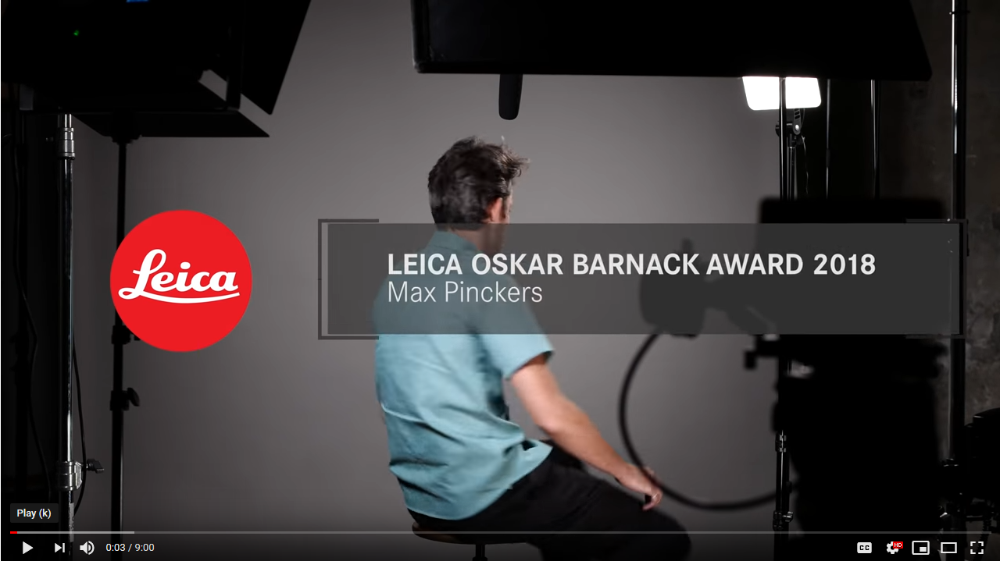 Leica
LEICA OSKAR BARNACK AWARD 2018
Max Pinckers
Play (k)
0:03 / 9:00
CC
HD